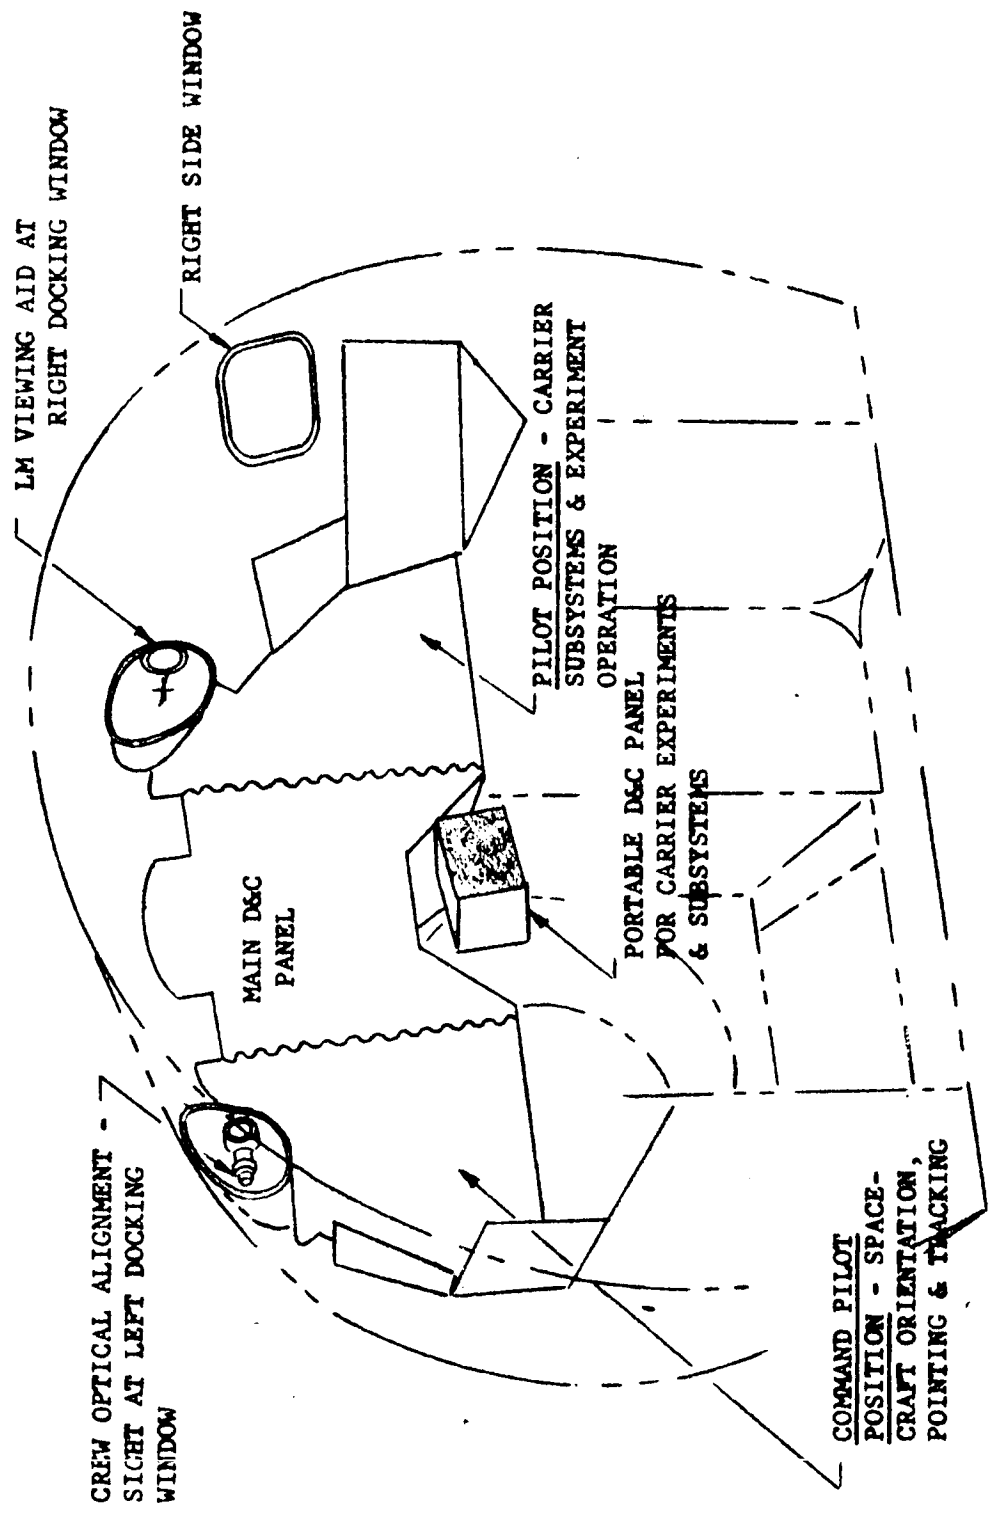 LM VIEWING AID AT
RIGHT DOCKING WINDOW
RIGHT SIDE WINDOW
CREW OPTICAL ALIGNMENT -
SIGHT AT LEFT DOCKING
WINDOW
MAIN D&C
PANEL
PILOT POSITION - CARRIER
SUBSYSTEMS & EXPERIMENT
OPERATION
PORTABLE D&C PANEL
FOR CARRIER EXPERIMENTS
& SUBSYSTEMS
COMMAND PILOT
POSITION - SPACE-
CRAFT ORIENTATION,
POINTING & TRACKING